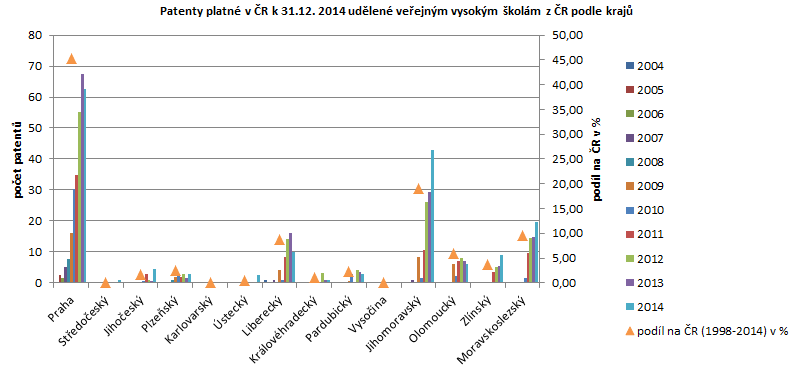 Patenty platné v ČR k 31.12. 2014 udělené veřejným vysokým školám z ČR podle krajů
počet patentů
80
70
60
50
40
30
20
10
0
50,00
45,00
40,00
35,00
30,00
25,00
20,00
15,00
10,00
5,00
0,00
podíl na ČR v %
Praha
Středočeský
Jihočeský
Plzeňský
Karlovarský
Ústecký
Liberecký
Královéhradecký
Pardubický
Vysočina
Jihomoravský
Olomoucký
Zlínský
Moravskoslezský
2004
2005
2006
2007
2008
2009
2010
2011
2012
2013
2014
podíl na ČR (1998-2014) v %